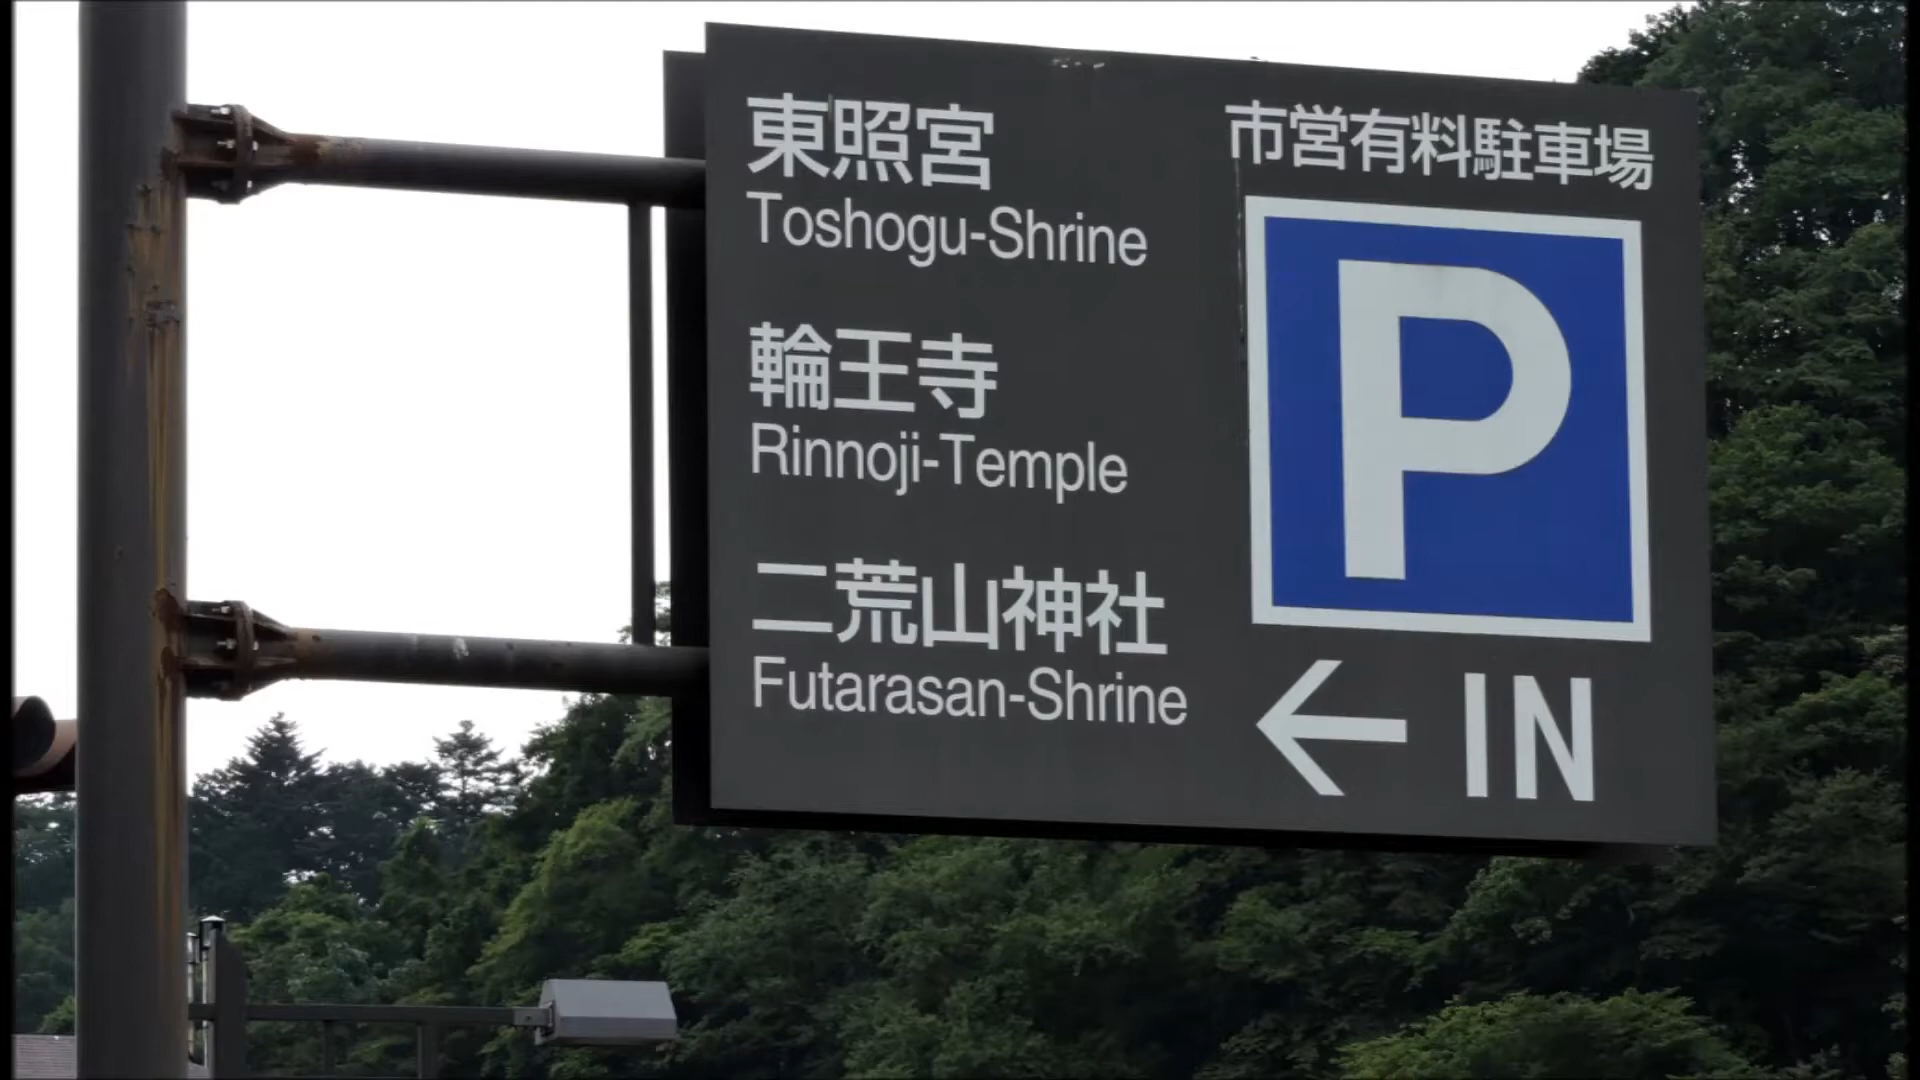 東照宮
Toshogu-Shrine
輪王寺
Rinnoji-Temple
二荒山神社
Futarasan-Shrine
市営有料駐車場
P
← IN